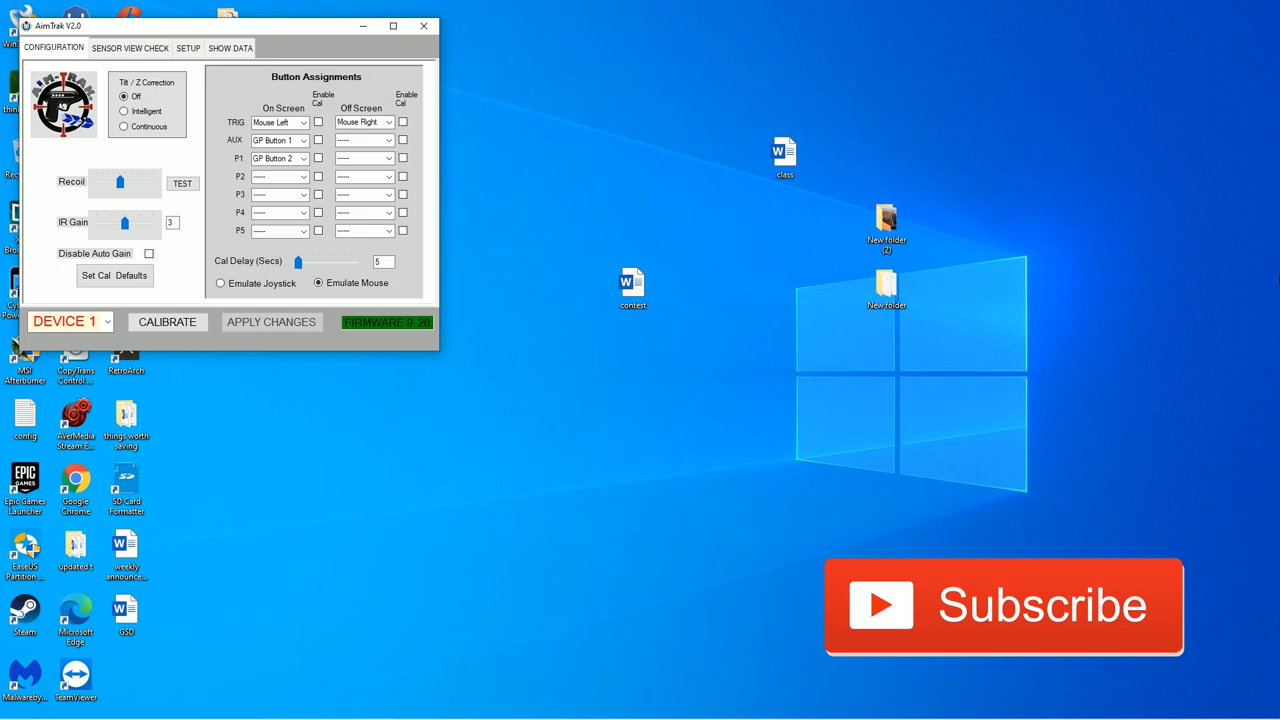 AimTrak V2.0
CONFIGURATION
SENSOR VIEW CHECK
SETUP
SHOW DATA
AIM-TRAK
Tilt / Z Correction
Off
Intelligent
Continuous
Recoil
TEST
IR Gain
3
Disable Auto Gain
Set Cal Defaults
Button Assignments
Enable
Cal
Enable
Cal
On Screen
Off Screen
TRIG Mouse Left Mouse Right
AUX GP Button 1 -----
P1 GP Button 2 -----
P2 ----- -----
P3 ----- -----
P4 ----- -----
P5 ----- -----
Cal Delay (Secs) 5
Emulate Joystick
Emulate Mouse
DEVICE 1
CALIBRATE
APPLY CHANGES
FIRMWARE 9 20
class
New folder
(2)
contest
New folder
MSI
Afterburner
CopyTrans
Control ...
RetroArch
config
AVerMedia
Stream E...
things worth
saving
EPIC
GAMES
Epic Games
Launcher
Google
Chrome
SD Card
Formatter
EaseUS
Partition ...
updated.t
weekly
announce...
Steam
Microsoft
Edge
GSD
Malwareby...
TeamViewer
Subscribe